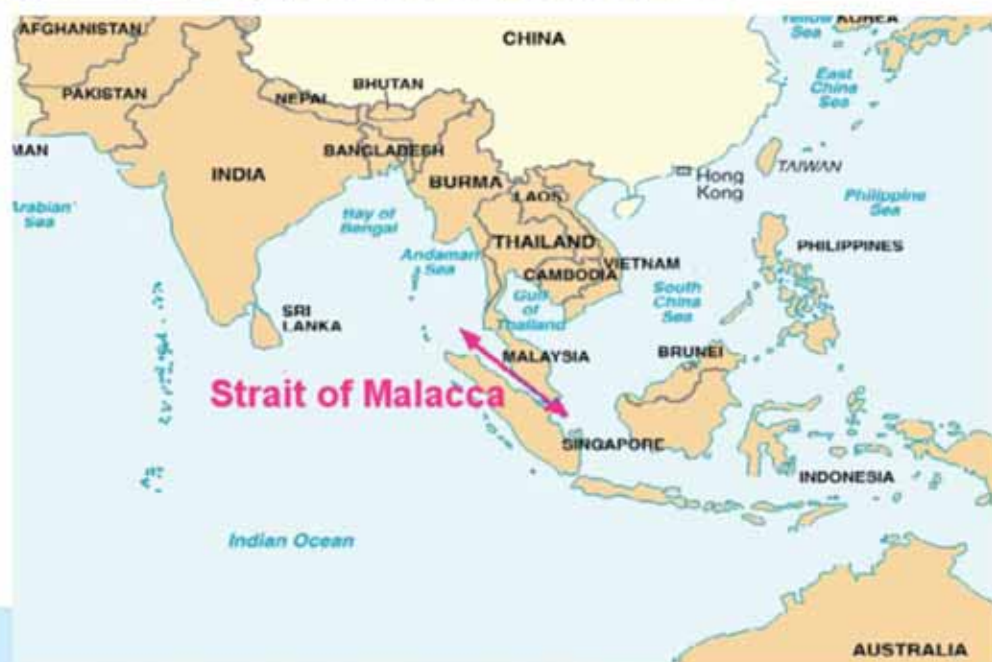 AFGHANISTAN
PAKISTAN
MAN
Arabian
Sea
NEPAL
BHUTAN
BANGLADESH
INDIA
CHINA
BURMA
LAOS
Bay of
Bengal
Andaman
Sea
THAILAND
CAMBODIA
VIETNAM
Gulf
of
Thailand
SRI
LANKA
Yellow
Sea
KOREA
East
China
Sea
Hong
Kong
TAIWAN
Philippine
Sea
PHILIPPINES
South
China
Sea
MALAYSIA
BRUNEI
Strait of Malacca
SINGAPORE
INDONESIA
Indian Ocean
AUSTRALIA